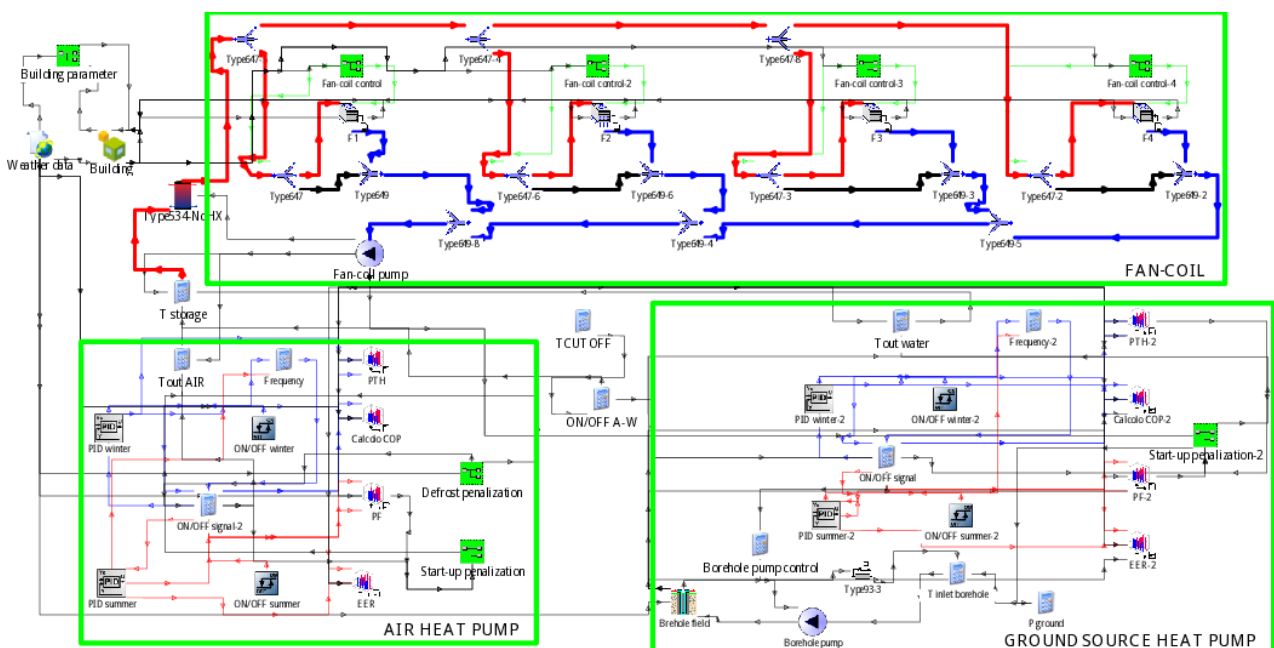 Type647-
Type647-4
Type647-8
Building parameter
Fan-coil control
Fan-coil control-2
Fan-coil control-3
Fan-coil control-4
F1
F2
F3
F4
Weather data
Building
Type534-NoHX
Type647
Type649
Type647-6
Type649-6
Type647-3
Type649-3
Type647-2
Type649-2
Type649-8
Type649-4
Type649-5
Fan-coil pump
FAN-COIL
T storage
TCUT OFF
Tout water
Frequency-2
PTH-2
Tout AIR
Frequency
PTH
ON/OFF A-W
PID winter-2
ON/OFF winter-2
Calcolo COP-2
PID winter
ON/OFF winter
Calcolo COP
Start-up penalization-2
ON/OFF signal
Defrost penalization
PF-2
ON/OFF signal-2
PF
PID summer-2
ON/OFF summer-2
EER-2
Borehole pump control
Start-up penalization
PID summer
ON/OFF summer
EER
Type93-3
T inlet borehole
Brehole field
P ground
Borehole pump
AIR HEAT PUMP
GROUND SOURCE HEAT PUMP